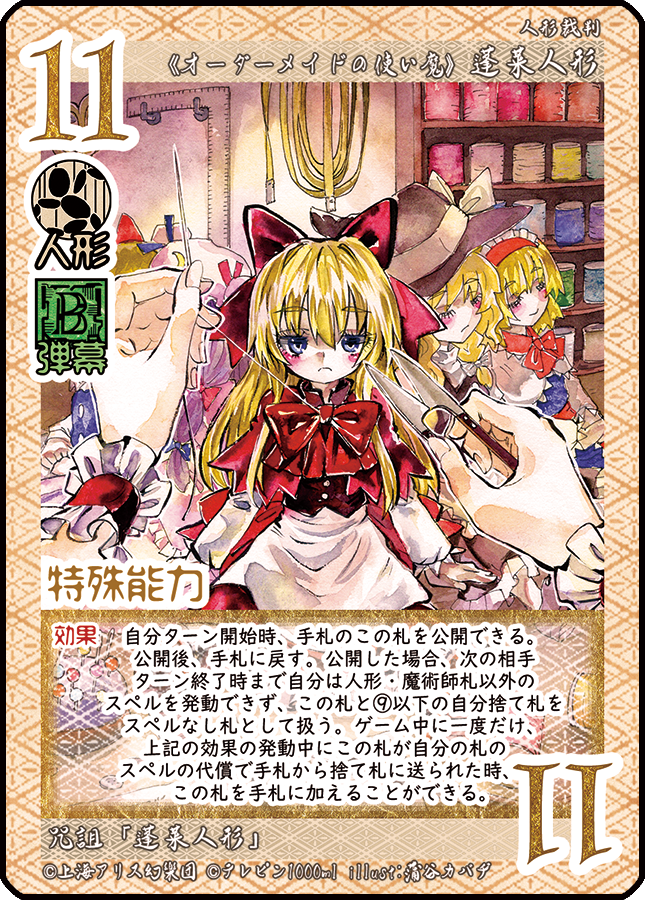 人形裁判
11
《オーダーメイドの使い魔》 蓬莱人形
人形
B
弾幕
特殊能力
効果 自分ターン開始時、手札のこの札を公開できる。
公開後、手札に戻す。公開した場合、次の相手
ターン終了時まで自分は人形・魔術師札以外の
スペルを発動できず、この札と⑨以下の自分捨て札を
スペルなし札として扱う。ゲーム中に一度だけ、
上記の効果の発動中にこの札が自分の札の
スペルの代償で手札から捨て札に送られた時、
この札を手札に加えることができる。
11
咒詛「蓬莱人形」
©上海アリス幻樂団 ©テレピン1000ml illust:蒲谷カバヂ